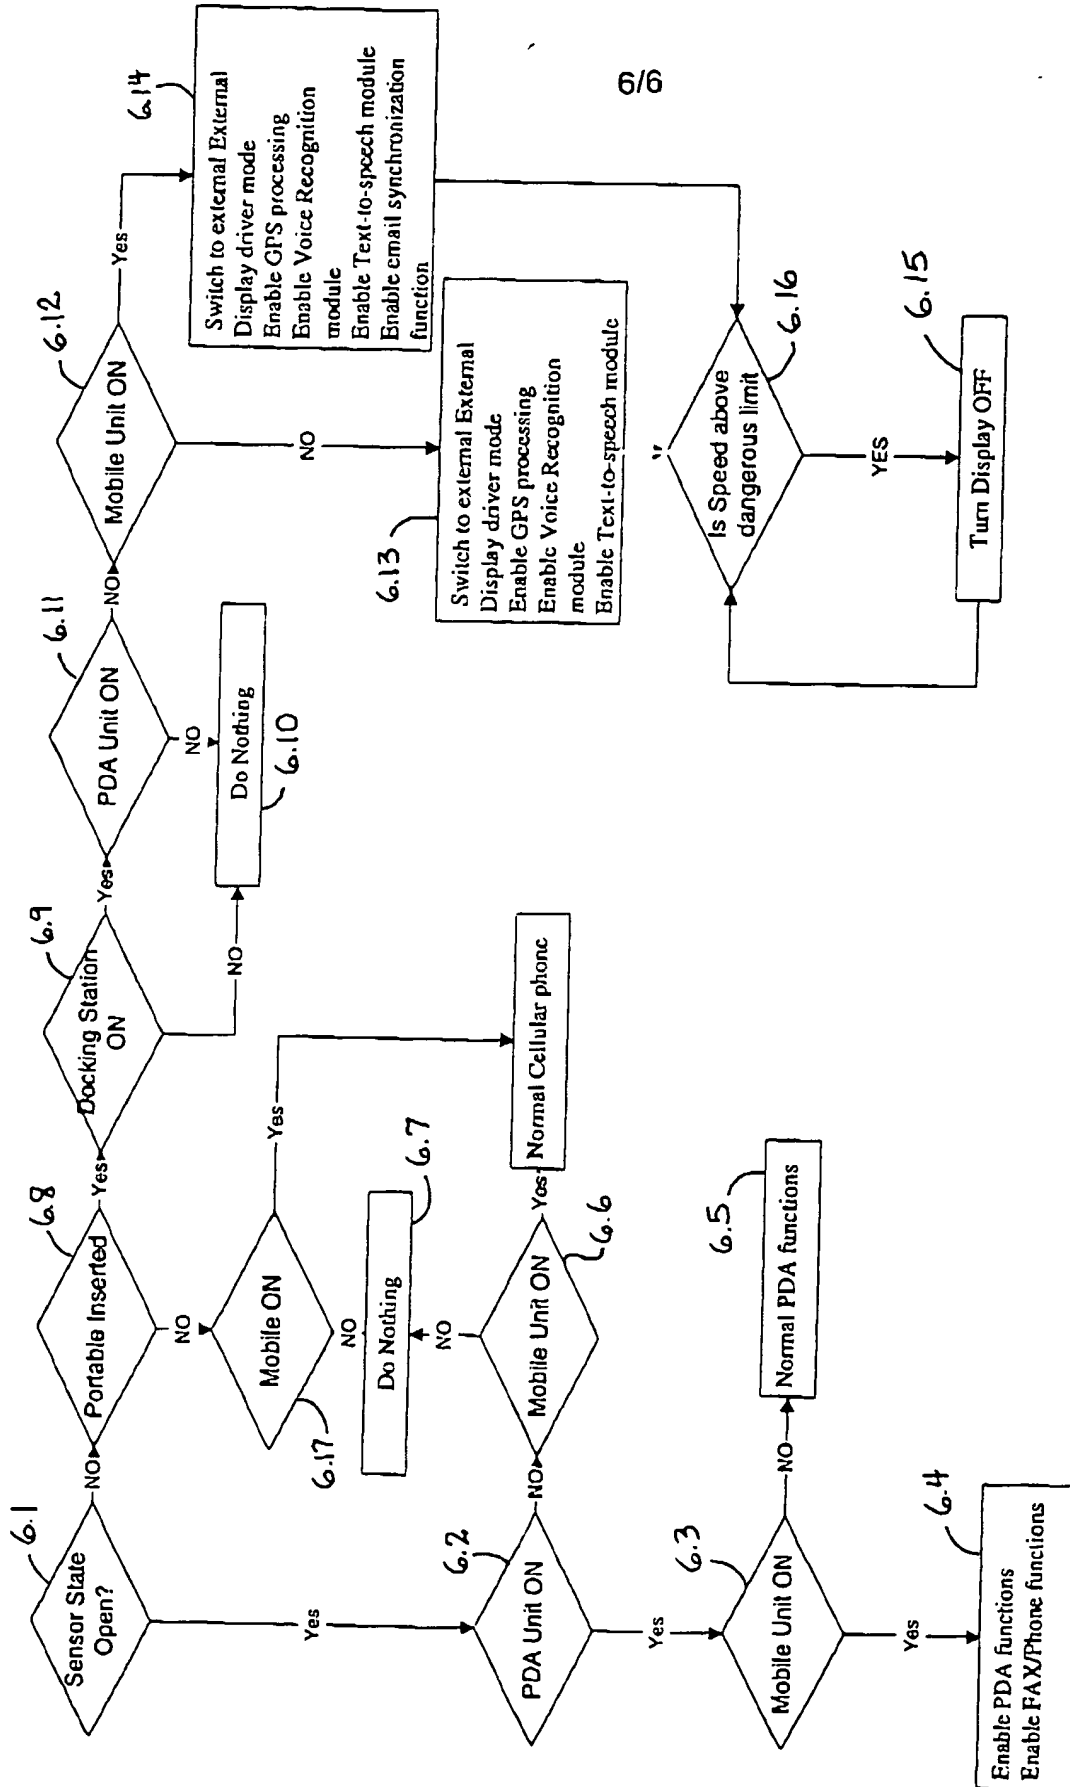 6/6
6.1
Sensor State
Open?
NO
Yes
6.8
Portable Inserted
Yes
NO
6.9
Docking Station
ON
Yes
NO
6.11
PDA Unit ON
NO
NO
Do Nothing
6.10
6.12
Mobile Unit ON
Yes
NO
6.14
Switch to external External
Display driver mode
Enable GPS processing
Enable Voice Recognition
module
Enable Text-to-speech module
Enable email synchronization
function
6.13
Switch to external External
Display driver mode
Enable GPS processing
Enable Voice Recognition
module
Enable Text-to-speech module
Is Speed above
dangerous limit
6.16
YES
6.15
Turn Display OFF
Mobile ON
6.17
Yes
NO
Do Nothing
6.7
NO
6.2
PDA Unit ON
NO
Yes
Mobile Unit ON
6.6
Yes
Normal Cellular phone
6.3
Mobile Unit ON
NO
Yes
6.5
Normal PDA functions
6.4
Enable PDA functions
Enable FAX/Phone functions